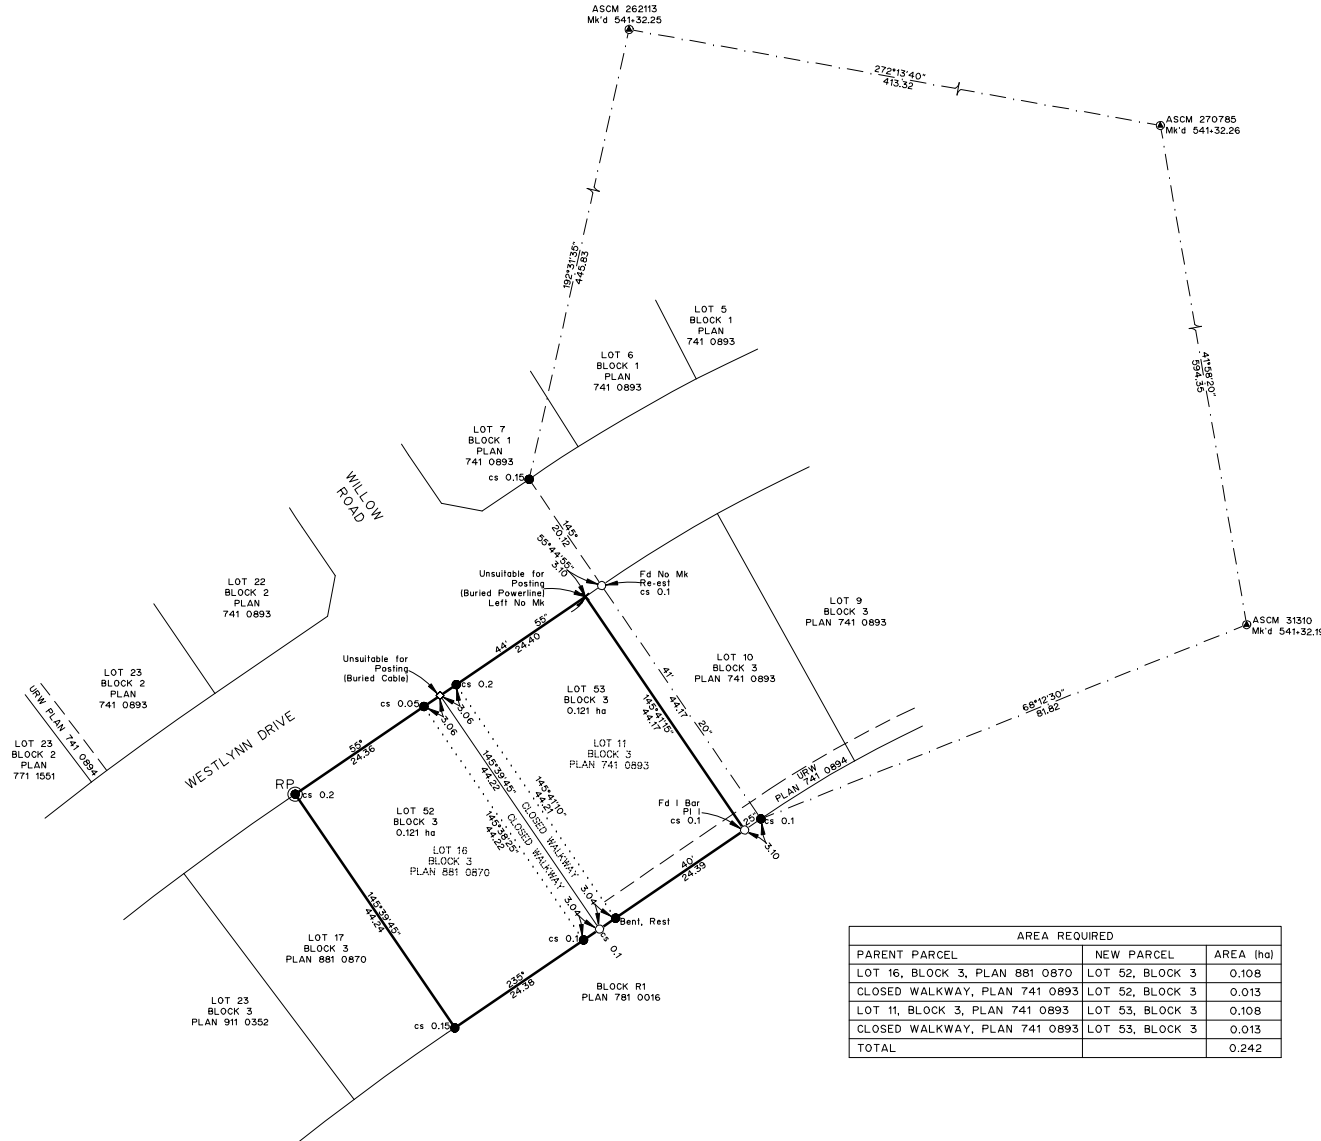 ASCM 262113
Mk'd 541+32.25
272°13'40"
413.32
ASCM 270785
Mk'd 541+32.26
192°31'35"
445.83
41°58'20"
594.35
LOT 5
BLOCK 1
PLAN
741 0893
LOT 6
BLOCK 1
PLAN
741 0893
LOT 7
BLOCK 1
PLAN
741 0893
cs 0.15
WILLOW
ROAD
145°
20.12
55°44'55"
3.10
Unsuitable for
Posting
(Buried Powerline)
Left No Mk
Fd No Mk
Re-est
cs 0.1
LOT 22
BLOCK 2
PLAN
741 0893
LOT 9
BLOCK 3
PLAN 741 0893
ASCM 31310
Mk'd 541+32.19
44'
55"
24.40
Unsuitable for
Posting
(Buried Cable)
cs 0.2
cs 0.05
3.06
3.06
LOT 10
BLOCK 3
PLAN 741 0893
41'
44.17
20"
145°41'15"
44.17
LOT 53
BLOCK 3
0.121 ha
LOT 11
BLOCK 3
PLAN 741 0893
68°12'30"
81.82
LOT 23
BLOCK 2
PLAN
741 0893
URW PLAN 741 0894
LOT 23
BLOCK 2
PLAN
771 1551
WESTLYNN DRIVE
55°
24.36
RP
cs 0.2
145°39'45"
44.22
145°41'10"
44.21
CLOSED WALKWAY
CLOSED WALKWAY
145°38'25"
44.22
URW
PLAN 741 0894
Fd I Bar
Pl I
cs 0.1
25"
cs 0.1
3.10
LOT 52
BLOCK 3
0.121 ha
LOT 16
BLOCK 3
PLAN 881 0870
40'
24.39
145°39'45"
44.24
3.04
3.04
Bent, Rest
cs 0.1
cs 0.1
LOT 17
BLOCK 3
PLAN 881 0870
235°
24.38
BLOCK R1
PLAN 781 0016
LOT 23
BLOCK 3
PLAN 911 0352
cs 0.15
AREA REQUIRED
PARENT PARCEL NEW PARCEL AREA (ha)
LOT 16, BLOCK 3, PLAN 881 0870 LOT 52, BLOCK 3 0.108
CLOSED WALKWAY, PLAN 741 0893 LOT 52, BLOCK 3 0.013
LOT 11, BLOCK 3, PLAN 741 0893 LOT 53, BLOCK 3 0.108
CLOSED WALKWAY, PLAN 741 0893 LOT 53, BLOCK 3 0.013
TOTAL 0.242